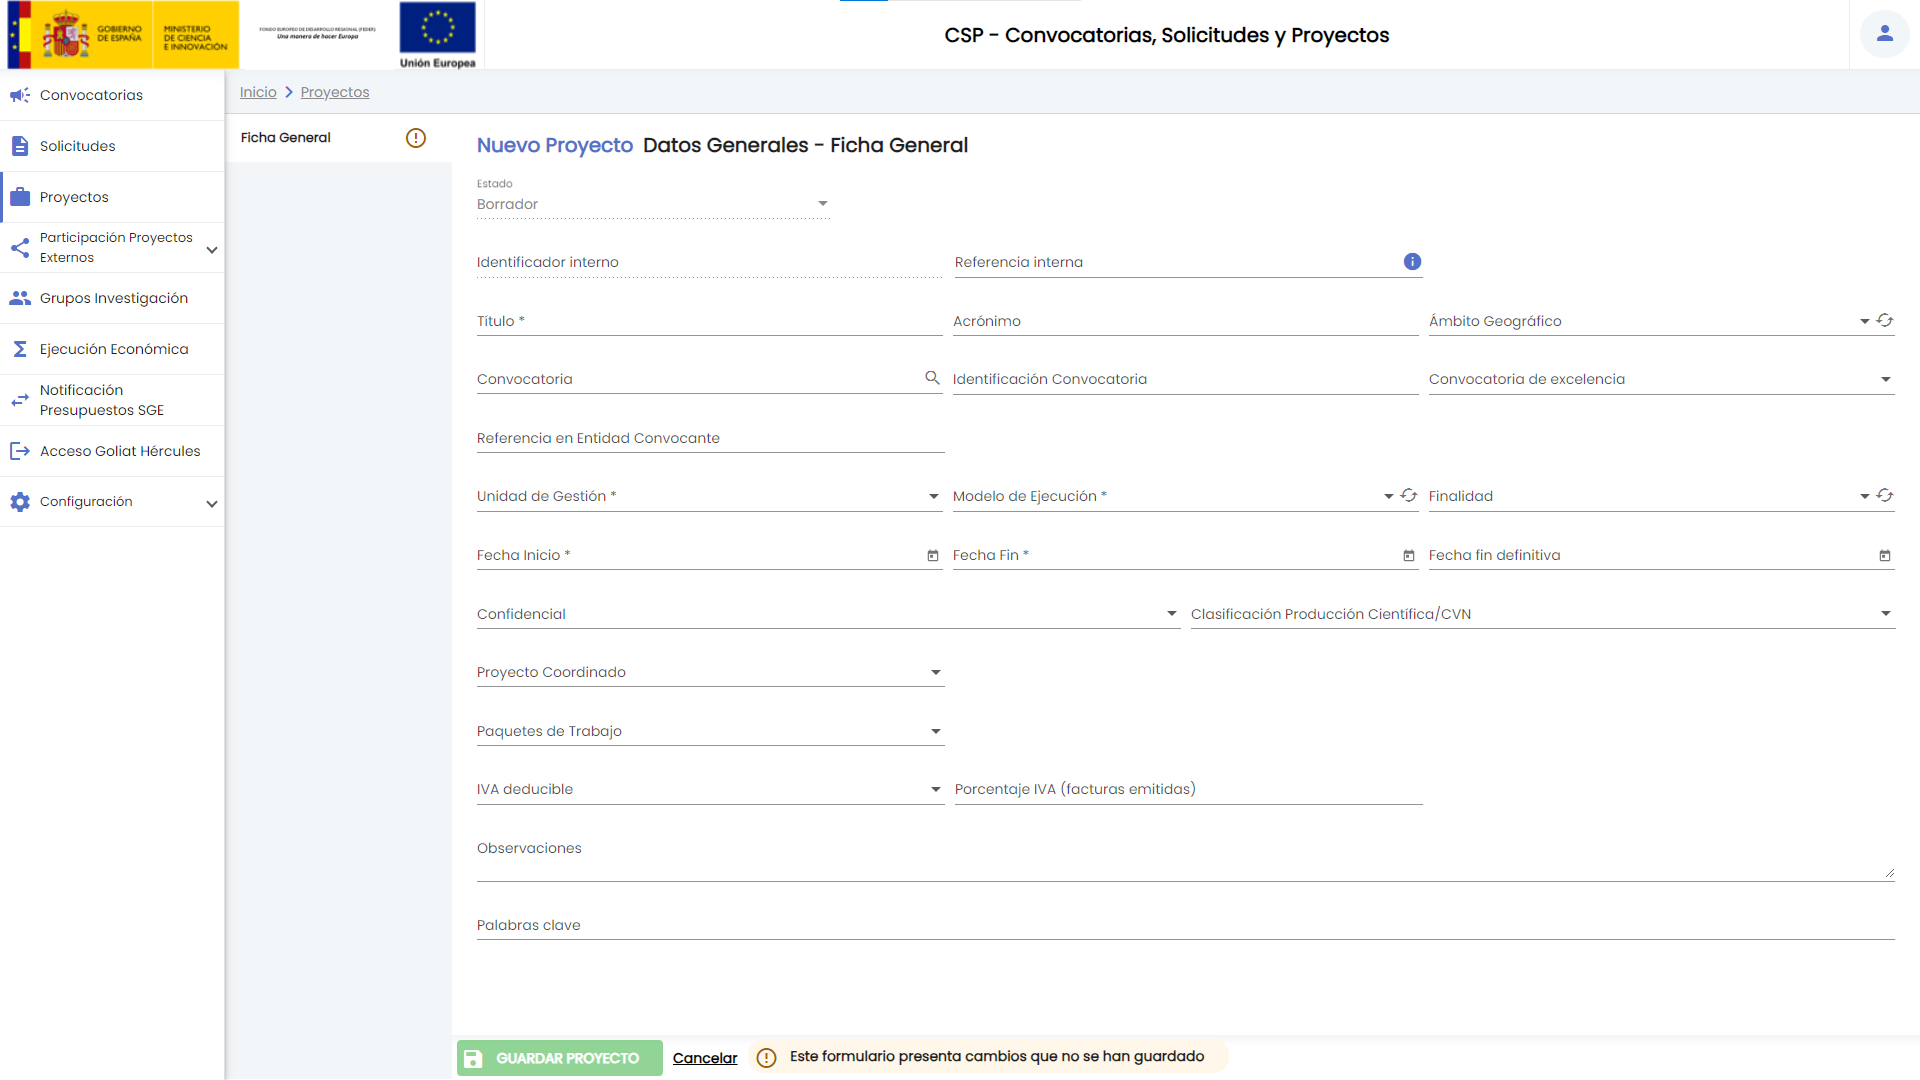 GOBIERNO
DE ESPAÑA
MINISTERIO
DE CIENCIA
E INNOVACIÓN
FONDO EUROPEO DE DESARROLLO REGIONAL (FEDER)
Una manera de hacer Europa
Unión Europea
CSP - Convocatorias, Solicitudes y Proyectos
Convocatorias
Solicitudes
Proyectos
Participación Proyectos
Externos
Grupos Investigación
Ejecución Económica
Notificación
Presupuestos SGE
Acceso Goliat Hércules
Configuración
Inicio > Proyectos
Ficha General
Nuevo Proyecto Datos Generales - Ficha General
Estado
Borrador
Identificador interno Referencia interna
Título * Acrónimo Ámbito Geográfico
Convocatoria Identificación Convocatoria Convocatoria de excelencia
Referencia en Entidad Convocante
Unidad de Gestión * Modelo de Ejecución * Finalidad
Fecha Inicio * Fecha Fin * Fecha fin definitiva
Confidencial Clasificación Producción Científica/CVN
Proyecto Coordinado
Paquetes de Trabajo
IVA deducible Porcentaje IVA (facturas emitidas)
Observaciones
Palabras clave
GUARDAR PROYECTO Cancelar Este formulario presenta cambios que no se han guardado